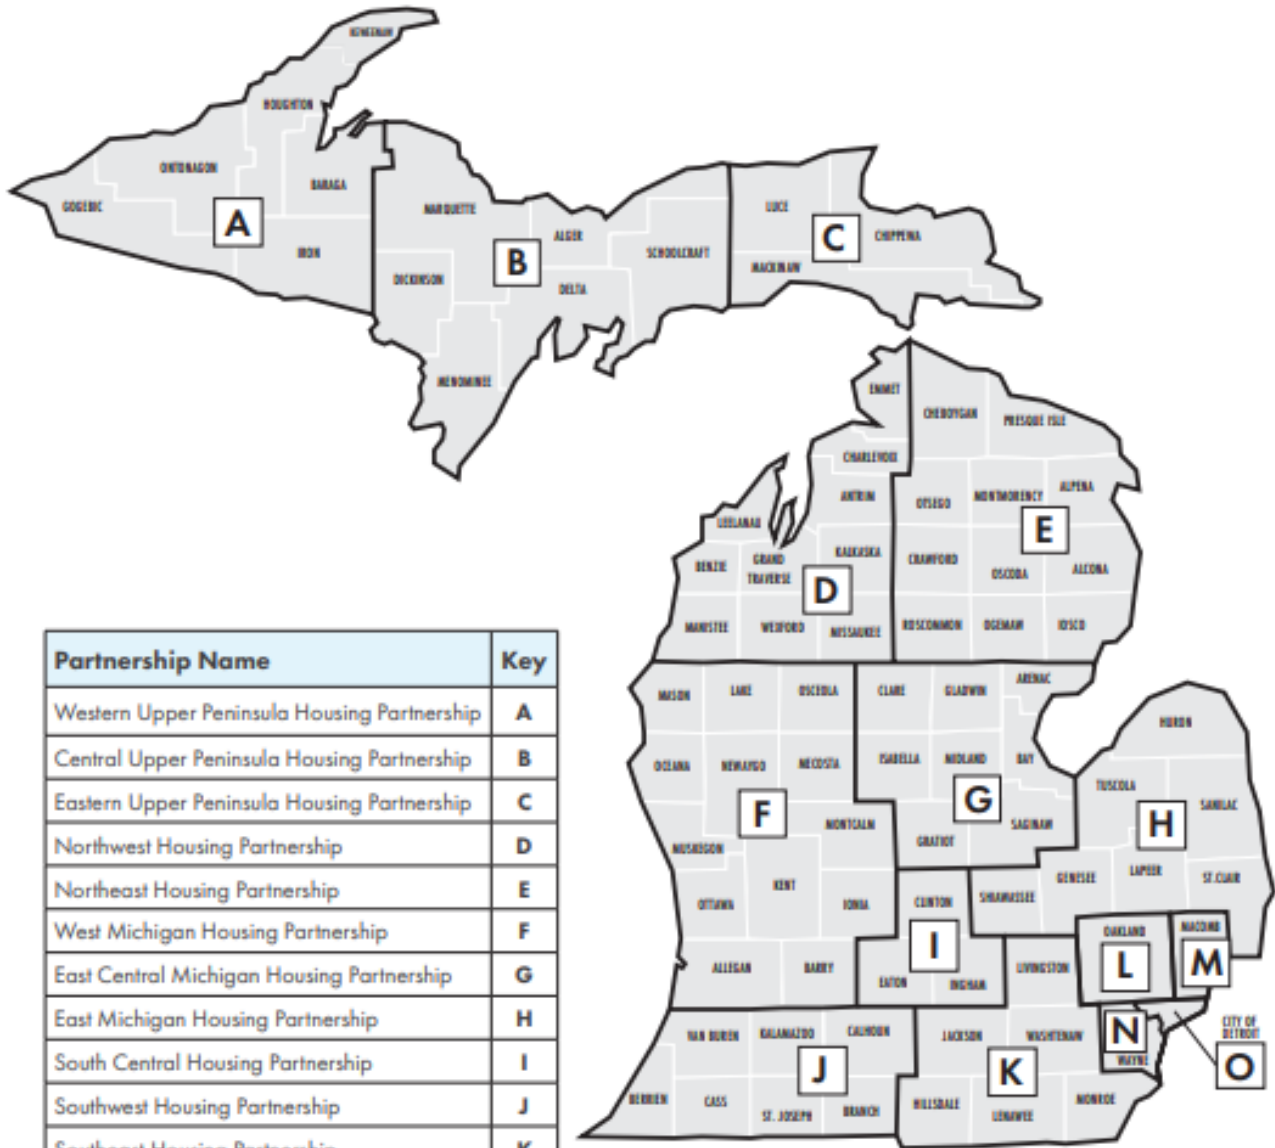 KEWEENAW
HOUGHTON
ONTONAGON
BARAGA
GOGEBIC
A
IRON
MARQUETTE
ALGER
SCHOOLCRAFT
B
DICKINSON
DELTA
MENOMINEE
LUCE
C
CHIPPEWA
MACKINAW
EMMET
CHEBOYGAN
PRESQUE ISLE
CHARLEVOIX
ANTRIM
OTSEGO
MONTMORENCY
ALPENA
LEELANAU
E
BENZIE
GRAND
TRAVERSE
KALKASKA
CRAWFORD
OSCODA
ALCONA
D
MANISTEE
WEXFORD
MISSAUKEE
ROSCOMMON
OGEMAW
IOSCO
MASON
LAKE
OSCEOLA
CLARE
GLADWIN
ARENAC
HURON
OCEANA
NEWAYGO
MECOSTA
ISABELLA
MIDLAND
BAY
TUSCOLA
SANILAC
F
G
H
MONTCALM
GRATIOT
SAGINAW
MUSKEGON
KENT
GENESEE
LAPEER
ST.CLAIR
OTTAWA
IONIA
CLINTON
SHIAWASSEE
I
OAKLAND
L
MACOMB
M
ALLEGAN
BARRY
EATON
INGHAM
LIVINGSTON
VAN BUREN
KALAMAZOO
CALHOUN
JACKSON
WASHTENAW
N
WAYNE
CITY OF
DETROIT
O
J
K
BERRIEN
CASS
ST. JOSEPH
BRANCH
HILLSDALE
LENAWEE
MONROE
Partnership Name Key
Western Upper Peninsula Housing Partnership A
Central Upper Peninsula Housing Partnership B
Eastern Upper Peninsula Housing Partnership C
Northwest Housing Partnership D
Northeast Housing Partnership E
West Michigan Housing Partnership F
East Central Michigan Housing Partnership G
East Michigan Housing Partnership H
South Central Housing Partnership I
Southwest Housing Partnership J
Southeast Housing Partnership K